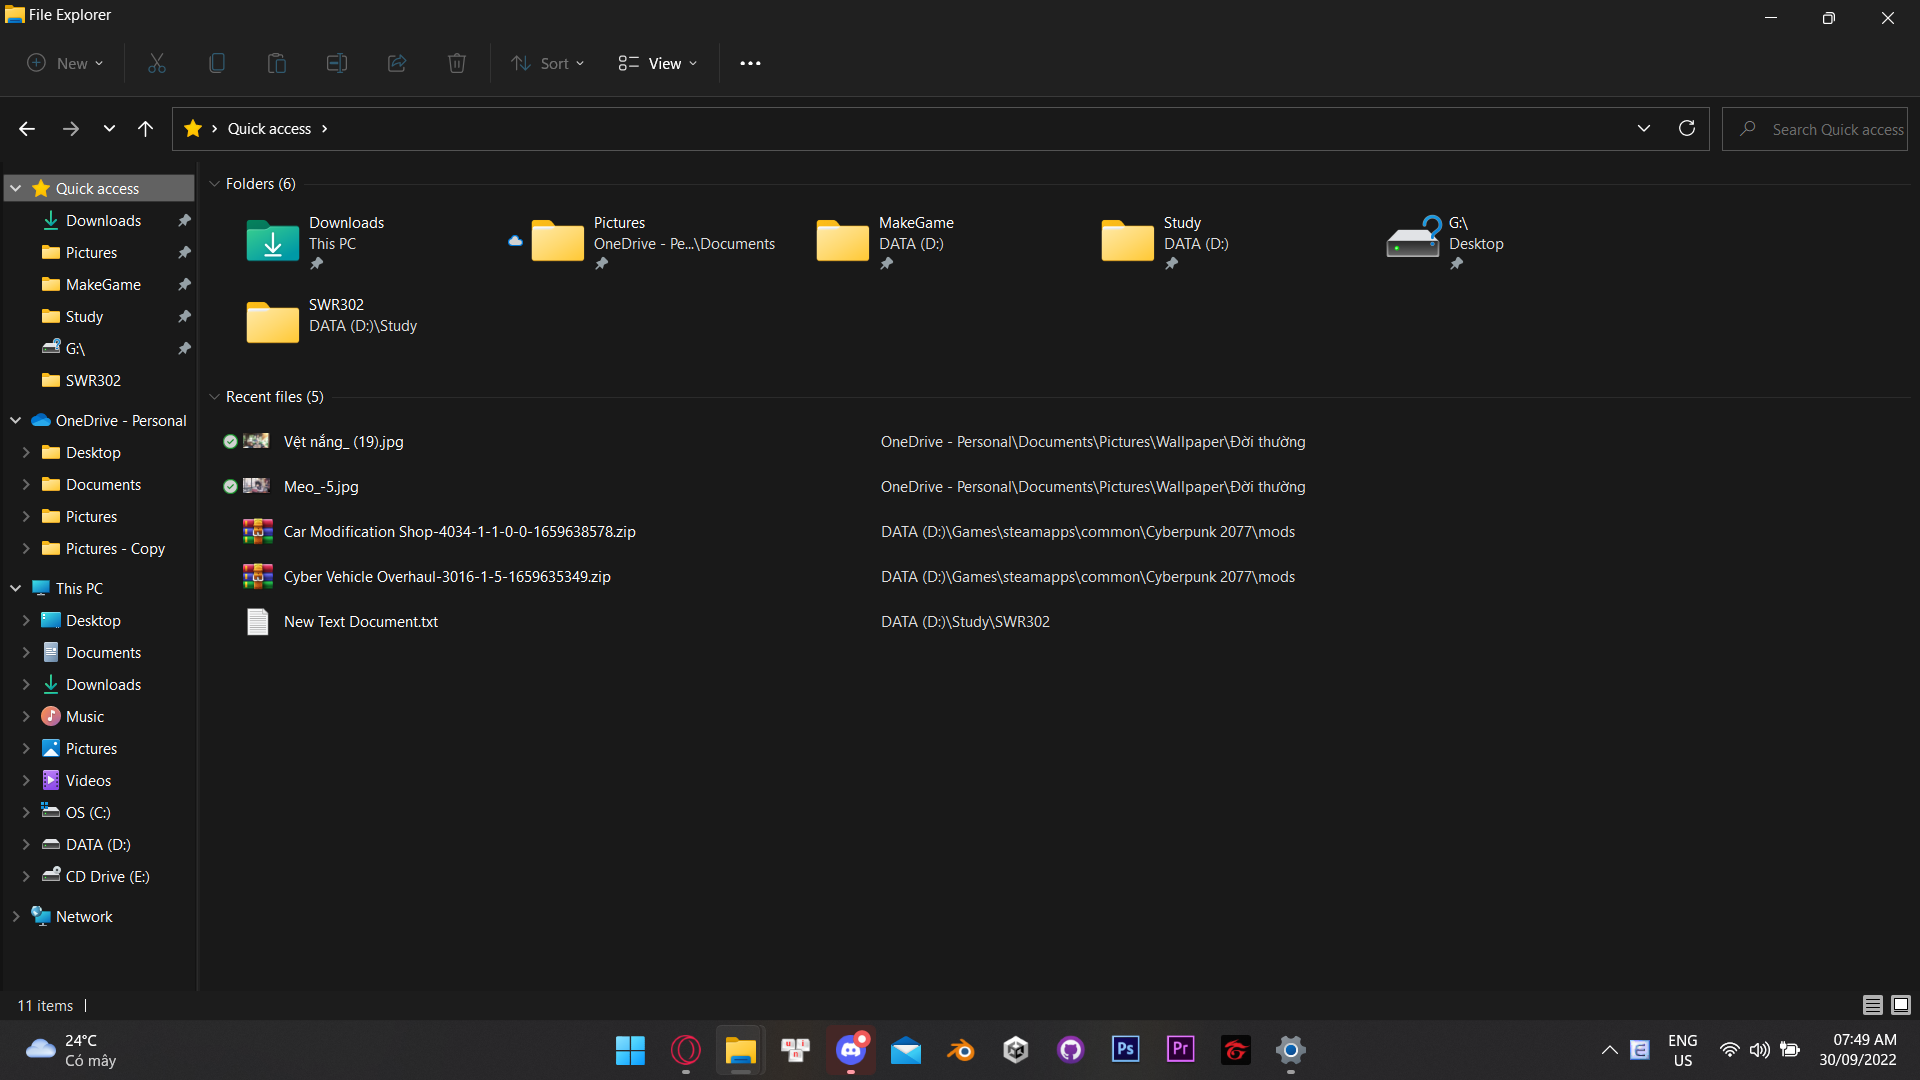 File Explorer
New
Sort
View
Quick access
Search Quick access
Quick access
Downloads
Pictures
MakeGame
Study
G:\
SWR302
OneDrive - Personal
Desktop
Documents
Pictures
Pictures - Copy
This PC
Desktop
Documents
Downloads
Music
Pictures
Videos
OS (C:)
DATA (D:)
CD Drive (E:)
Network
Folders (6)
Downloads
This PC
Pictures
OneDrive - Pe...\Documents
MakeGame
DATA (D:)
Study
DATA (D:)
G:\
Desktop
SWR302
DATA (D:)\Study
Recent files (5)
Vệt nắng_ (19).jpg OneDrive - Personal\Documents\Pictures\Wallpaper\Đời thường
Meo_-5.jpg OneDrive - Personal\Documents\Pictures\Wallpaper\Đời thường
Car Modification Shop-4034-1-1-0-0-1659638578.zip DATA (D:)\Games\steamapps\common\Cyberpunk 2077\mods
Cyber Vehicle Overhaul-3016-1-5-1659635349.zip DATA (D:)\Games\steamapps\common\Cyberpunk 2077\mods
New Text Document.txt DATA (D:)\Study\SWR302
11 items
24°C
Có mây
Ps
Pr
E
ENG
US
07:49 AM
30/09/2022